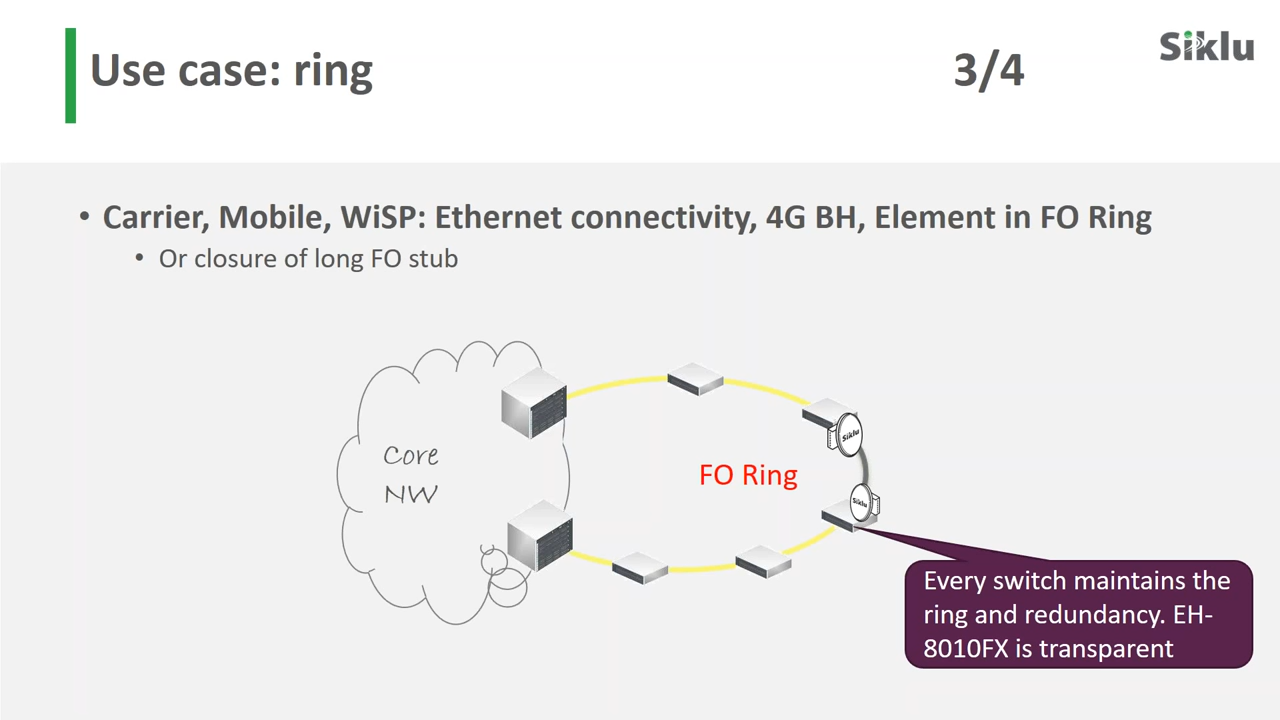 Use case: ring
3/4
Siklu
• Carrier, Mobile, WiSP: Ethernet connectivity, 4G BH, Element in FO Ring
• Or closure of long FO stub
Core
NW
FO Ring
Siklu
Siklu
Every switch maintains the
ring and redundancy. EH-
8010FX is transparent